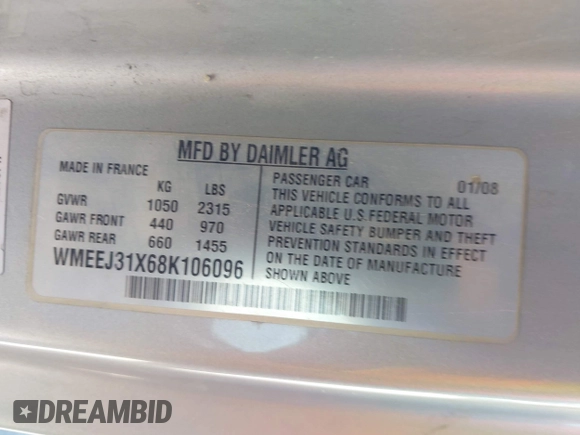 MFD BY DAIMLER AG
MADE IN FRANCE
KG LBS
GVWR 1050 2315
GAWR FRONT 440 970
GAWR REAR 660 1455
WMEEJ31X68K106096
PASSENGER CAR 01/08
THIS VEHICLE CONFORMS TO ALL
APPLICABLE U.S. FEDERAL MOTOR
VEHICLE SAFETY BUMPER AND THEFT
PREVENTION STANDARDS IN EFFECT
ON THE DATE OF MANUFACTURE
SHOWN ABOVE
DREAMBID